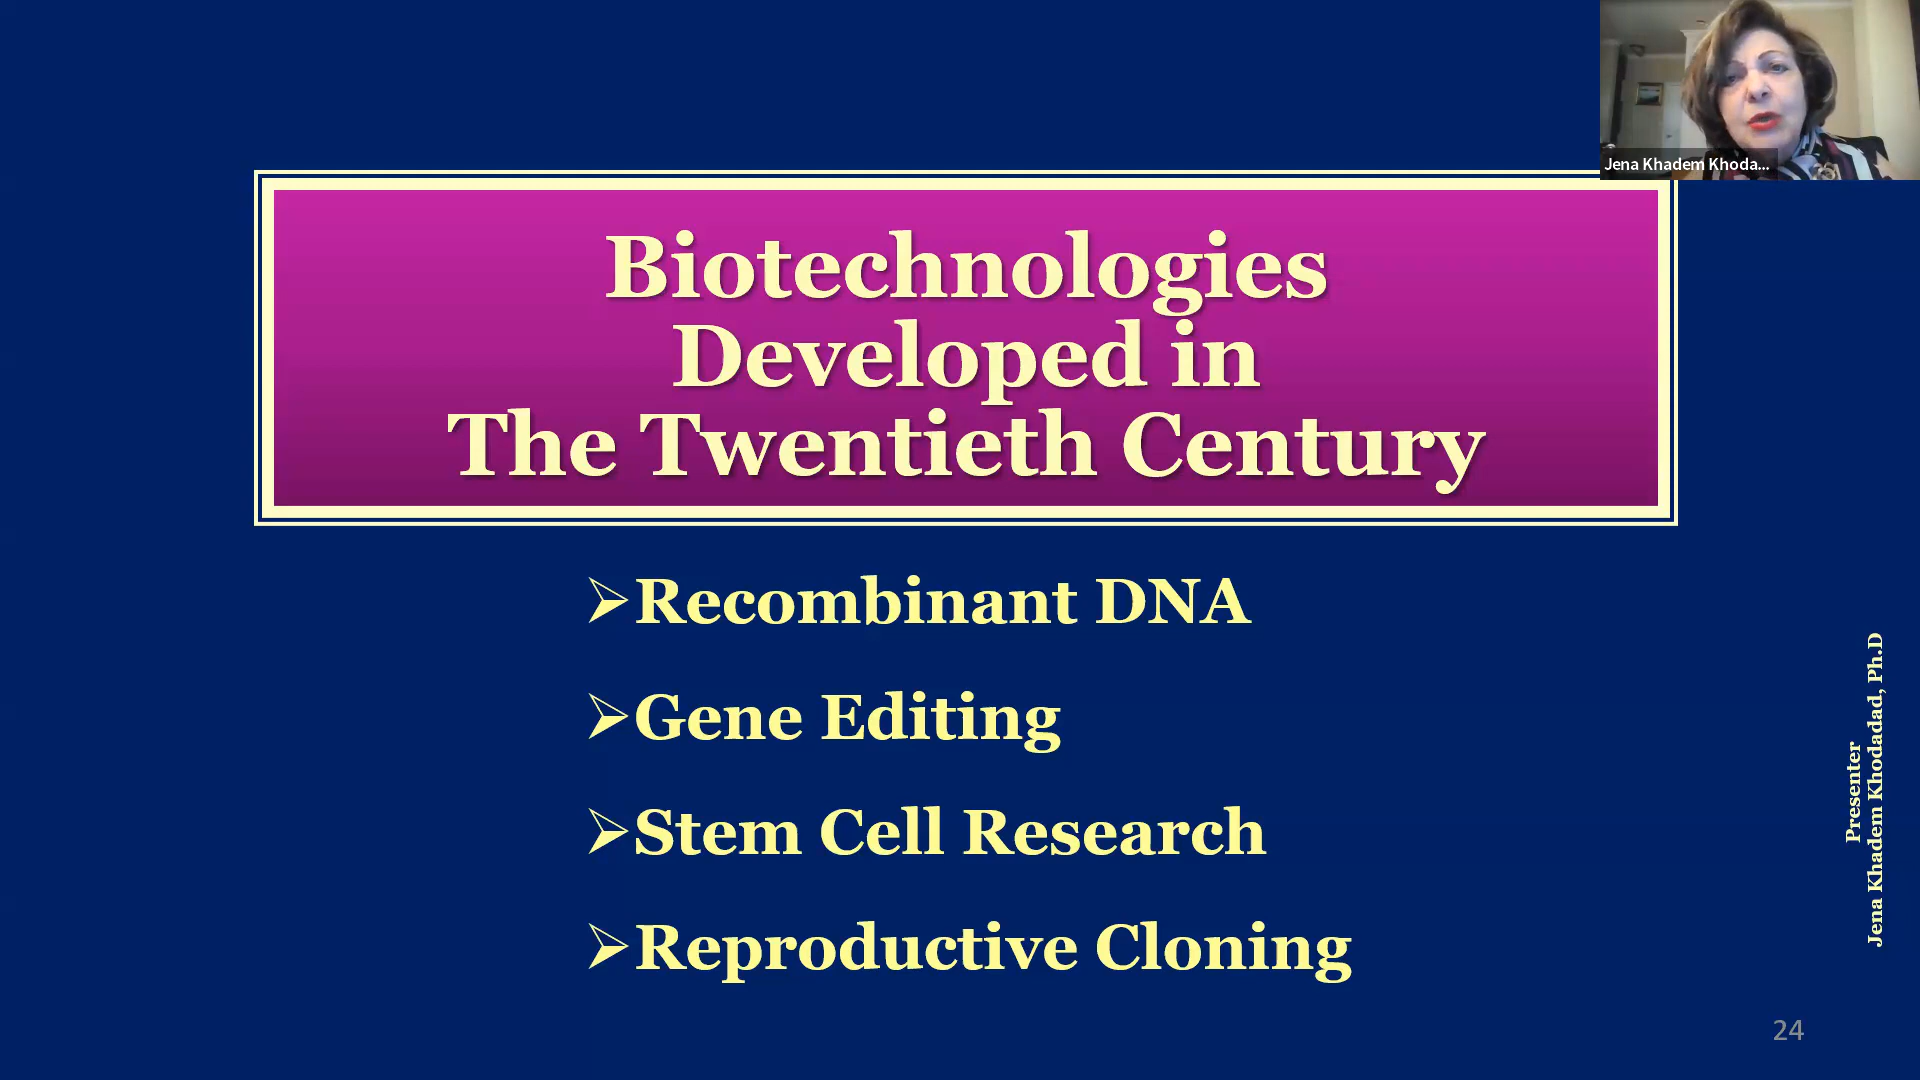 Jena Khadem Khoda...
Biotechnologies
Developed in
The Twentieth Century
➢Recombinant DNA
➢Gene Editing
➢Stem Cell Research
➢Reproductive Cloning
Presenter
Jena Khadem Khodadad, Ph.D
24